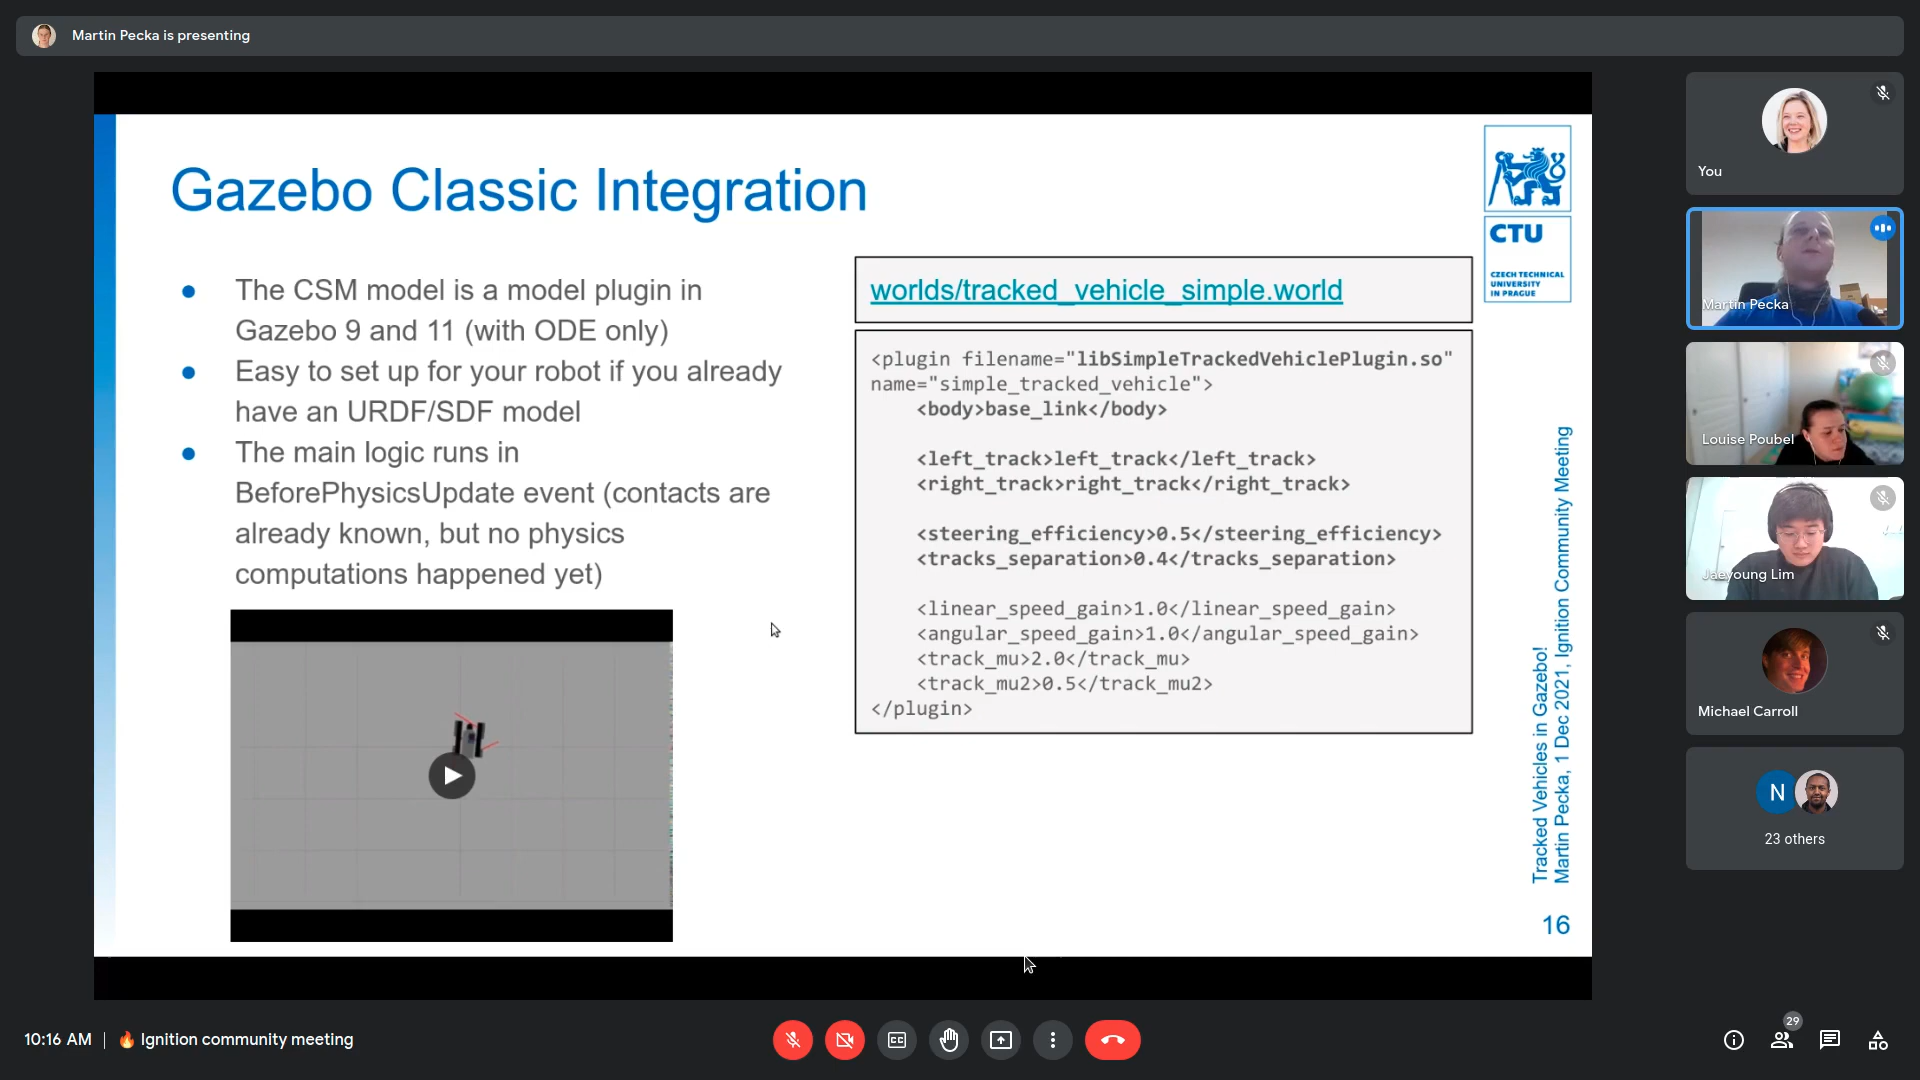 Martin Pecka is presenting
Gazebo Classic Integration
The CSM model is a model plugin in
Gazebo 9 and 11 (with ODE only)
Easy to set up for your robot if you already
have an URDF/SDF model
The main logic runs in
BeforePhysicsUpdate event (contacts are
already known, but no physics
computations happened yet)
worlds/tracked_vehicle_simple.world
<plugin filename="libSimpleTrackedVehiclePlugin.so"
name="simple_tracked_vehicle">
<body>base_link</body>
<left_track>left_track</left_track>
<right_track>right_track</right_track>
<steering_efficiency>0.5</steering_efficiency>
<tracks_separation>0.4</tracks_separation>
<linear_speed_gain>1.0</linear_speed_gain>
<angular_speed_gain>1.0</angular_speed_gain>
<track_mu>2.0</track_mu>
<track_mu2>0.5</track_mu2>
</plugin>
CTU
CZECH TECHNICAL
UNIVERSITY
IN PRAGUE
Tracked Vehicles in Gazebo!
Martin Pecka, 1 Dec 2021, Ignition Community Meeting
16
You
Martin Pecka
Louise Poubel
Jaeyoung Lim
Michael Carroll
N
23 others
10:16 AM | 🔥 Ignition community meeting
CC
29